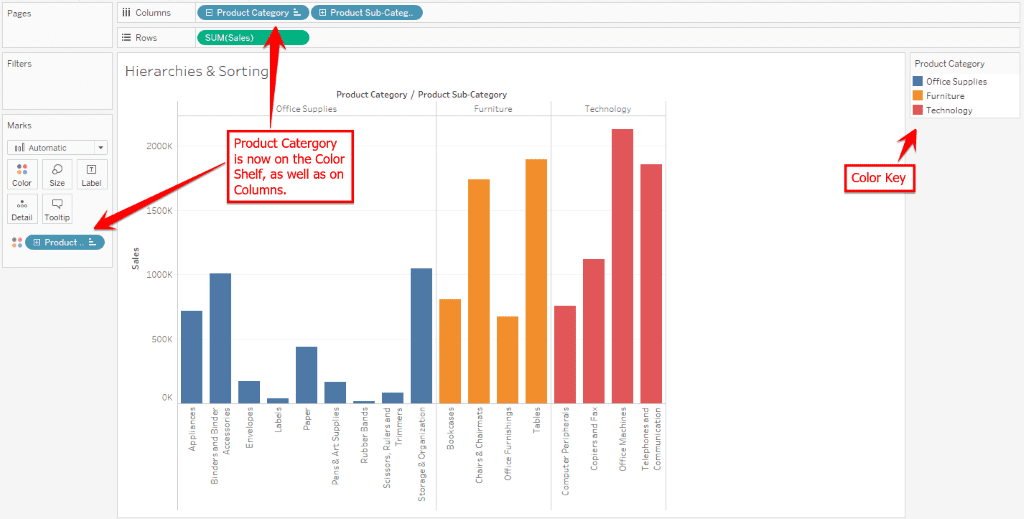 Pages
Columns
Product Category
Product Sub-Categ..
Rows
SUM(Sales)
Filters
Marks
Automatic
Color
Size
Label
Detail
Tooltip
Product ..
Hierarchies & Sorting
Product Category / Product Sub-Category
Office Supplies
Furniture
Technology
Product Catergory
is now on the Color
Shelf, as well as on
Columns.
Sales
2000K
1500K
1000K
500K
0K
Appliances
Binders and Binder
Accessories
Envelopes
Labels
Paper
Pens & Art Supplies
Rubber Bands
Scissors, Rulers and
Trimmers
Storage & Organization
Bookcases
Chairs & Chairmats
Office Furnishings
Tables
Computer Peripherals
Copiers and Fax
Office Machines
Telephones and
Communication
Product Category
Office Supplies
Furniture
Technology
Color Key